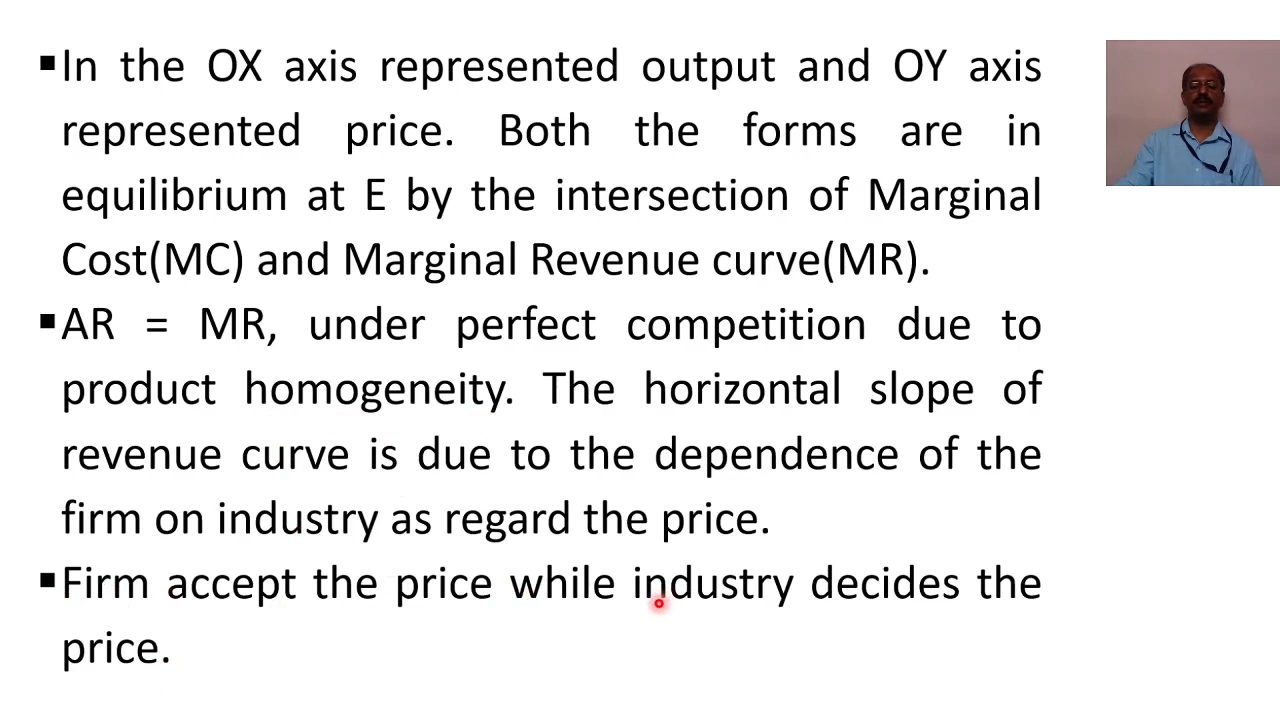 ▪In the OX axis represented output and OY axis
represented price. Both the forms are in
equilibrium at E by the intersection of Marginal
Cost(MC) and Marginal Revenue curve(MR).
▪AR = MR, under perfect competition due to
product homogeneity. The horizontal slope of
revenue curve is due to the dependence of the
firm on industry as regard the price.
▪Firm accept the price while industry decides the
price.